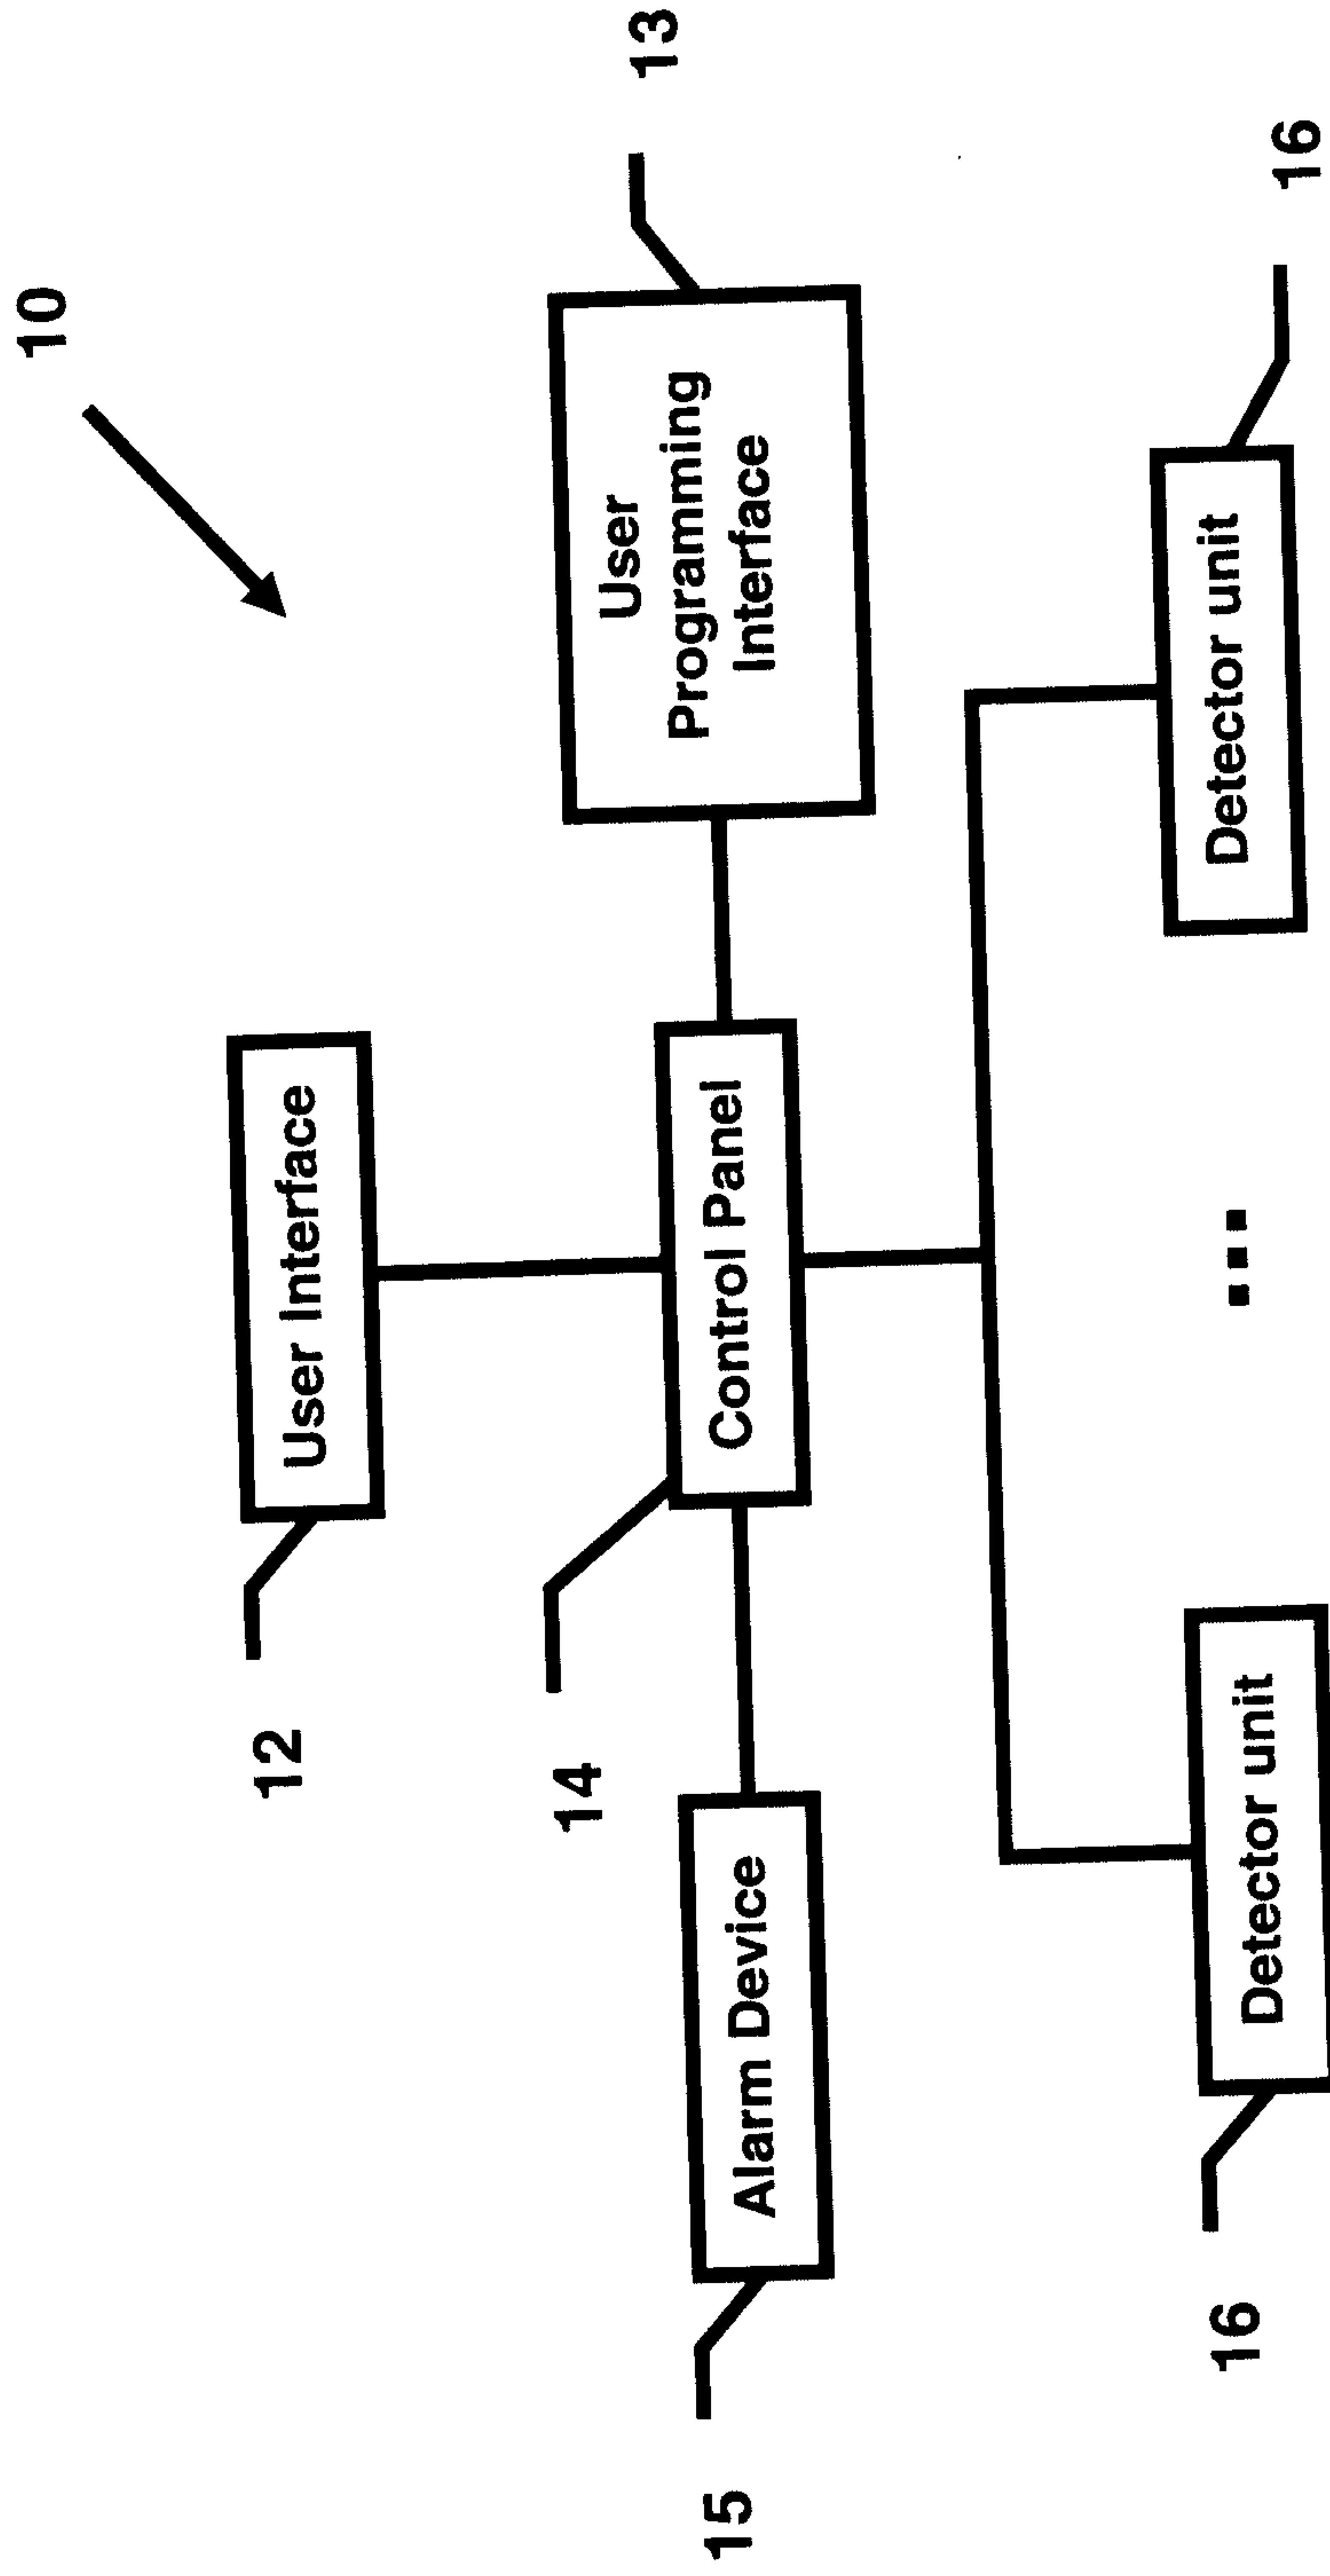 10
12
User Interface
14
13
15
Alarm Device
Control Panel
User
Programming
Interface
16
Detector unit
...
Detector unit
16